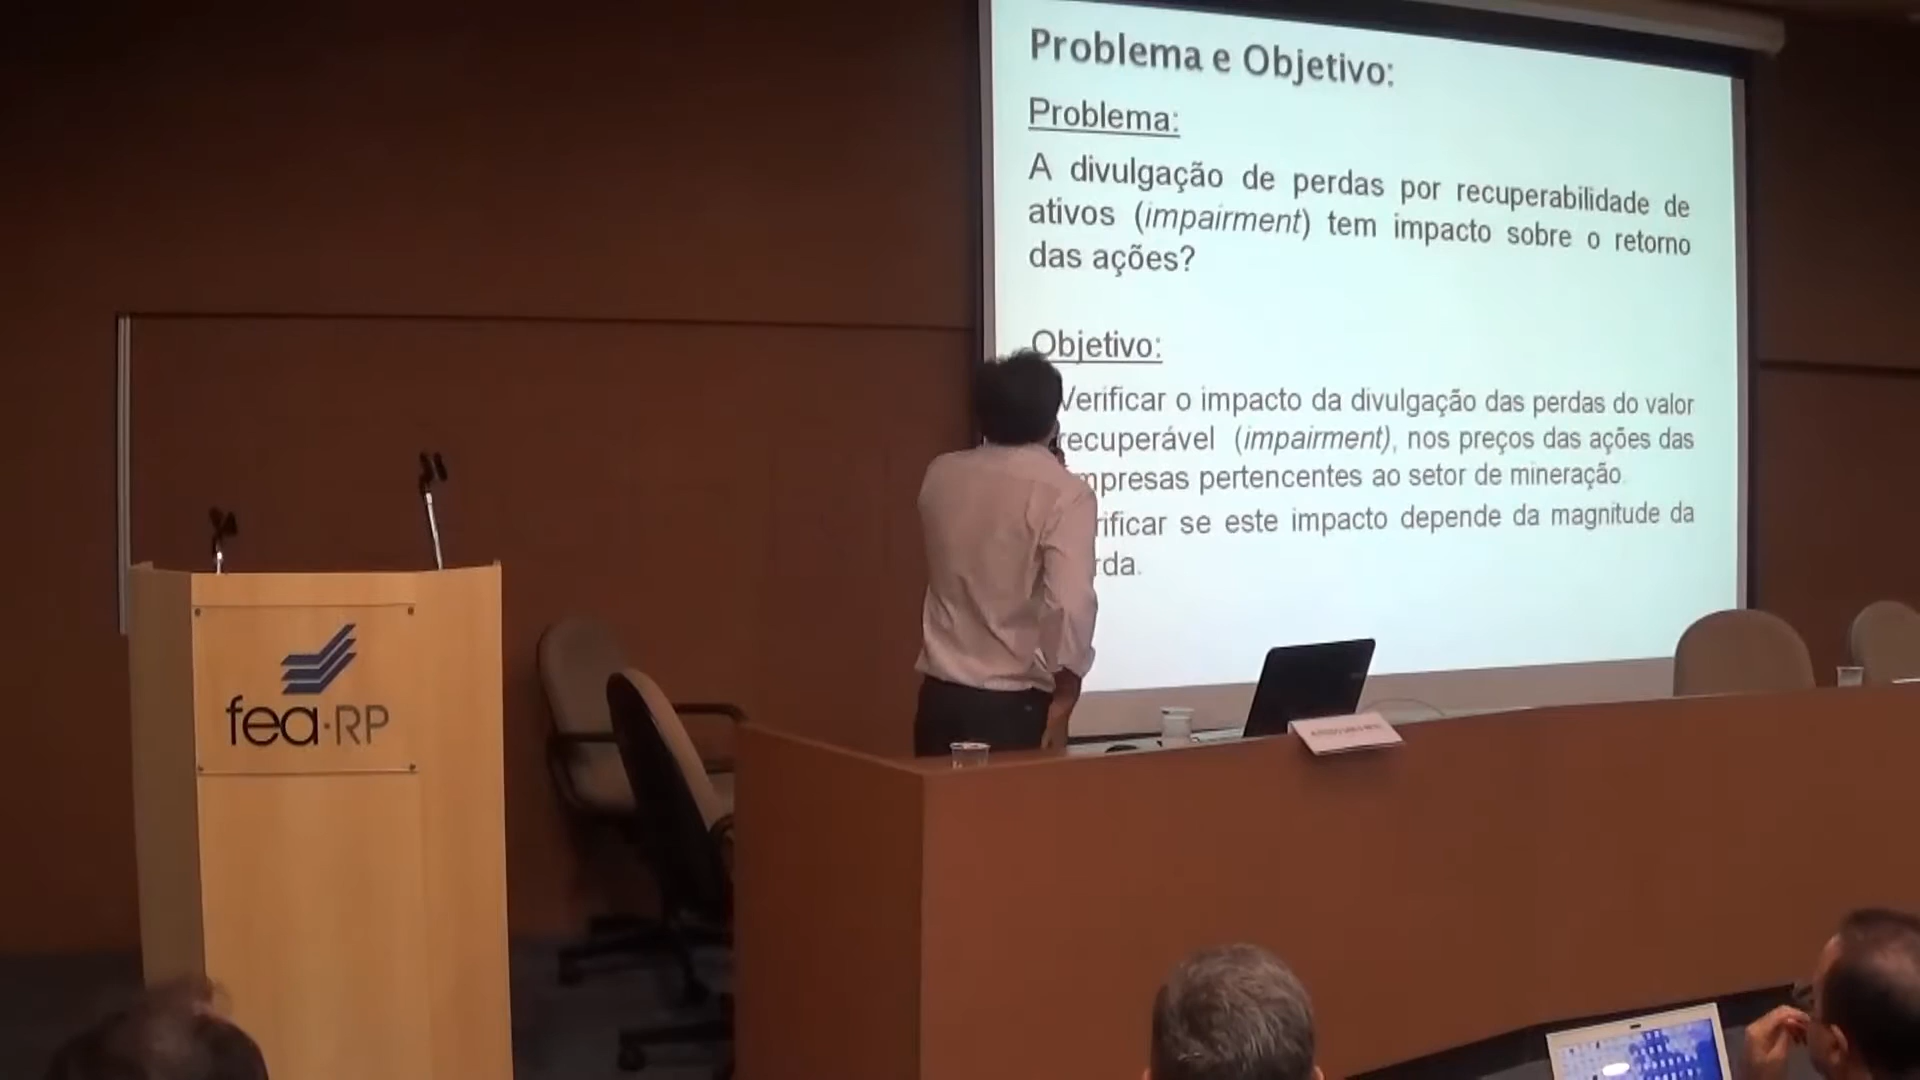 Problema e Objetivo:
Problema:
A divulgação de perdas por recuperabilidade de
ativos (impairment) tem impacto sobre o retorno
das ações?
Objetivo:
Verificar o impacto da divulgação das perdas do valor
recuperável (impairment), nos preços das ações das
mpresas pertencentes ao setor de mineração.
rificar se este impacto depende da magnitude da
rda.
fea·RP